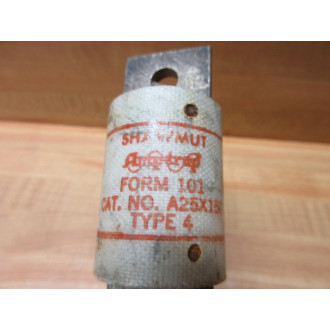 SHAWMUT
Amp-trap
FORM 101
CAT. NO. A25X15
TYPE 4